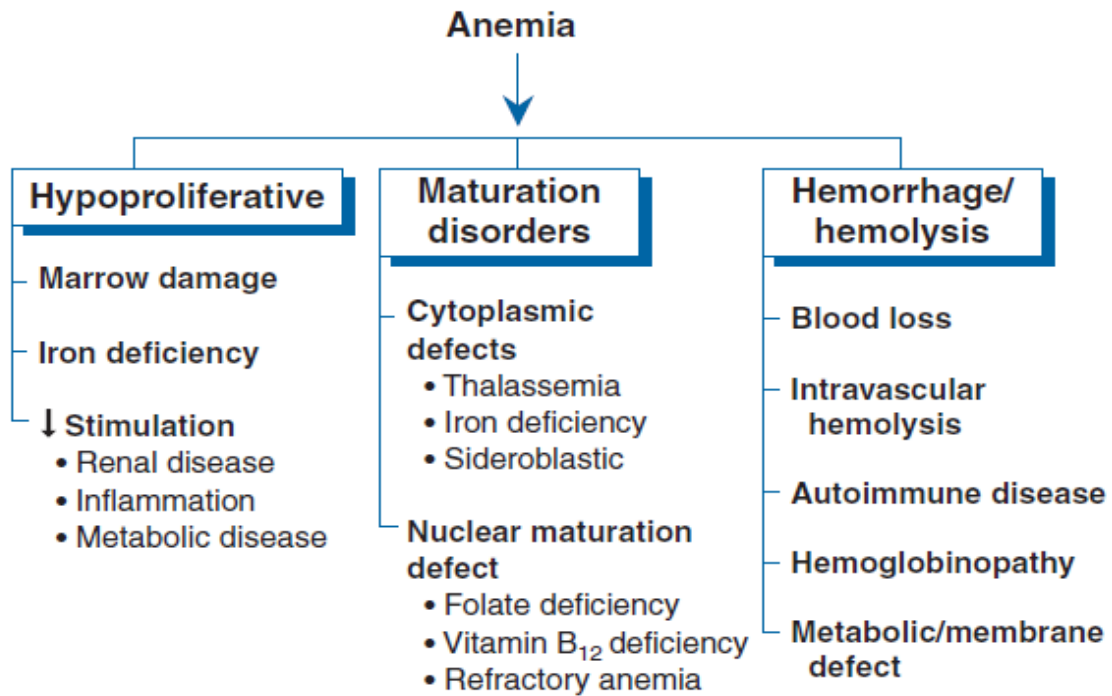 Anemia
Hypoproliferative
Marrow damage
Iron deficiency
↓ Stimulation
• Renal disease
• Inflammation
• Metabolic disease
Maturation
disorders
Cytoplasmic
defects
• Thalassemia
• Iron deficiency
• Sideroblastic
Nuclear maturation
defect
• Folate deficiency
• Vitamin B₁₂ deficiency
• Refractory anemia
Hemorrhage/
hemolysis
Blood loss
Intravascular
hemolysis
Autoimmune disease
Hemoglobinopathy
Metabolic/membrane
defect